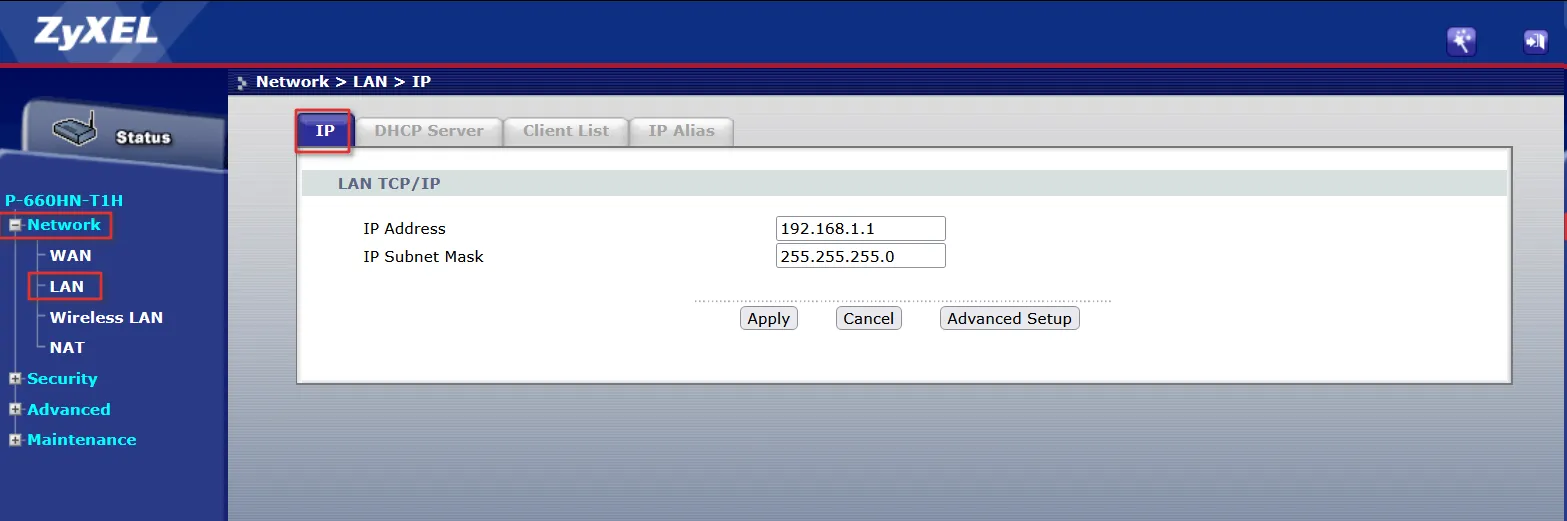 ZyXEL
Network > LAN > IP
Status
IP
DHCP Server
Client List
IP Alias
LAN TCP/IP
P-660HN-T1H
Network
WAN
LAN
Wireless LAN
NAT
Security
Advanced
Maintenance
IP Address 192.168.1.1
IP Subnet Mask 255.255.255.0
Apply Cancel Advanced Setup